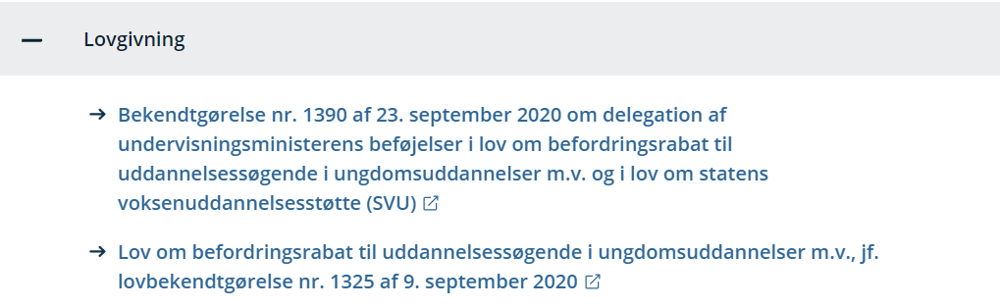 Lovgivning
Bekendtgørelse nr. 1390 af 23. september 2020 om delegation af
undervisningsministerens beføjelser i lov om befordringsrabat til
uddannelsessøgende i ungdomsuddannelser m.v. og i lov om statens
voksenuddannelsesstøtte (SVU)
Lov om befordringsrabat til uddannelsessøgende i ungdomsuddannelser m.v., jf.
lovbekendtgørelse nr. 1325 af 9. september 2020